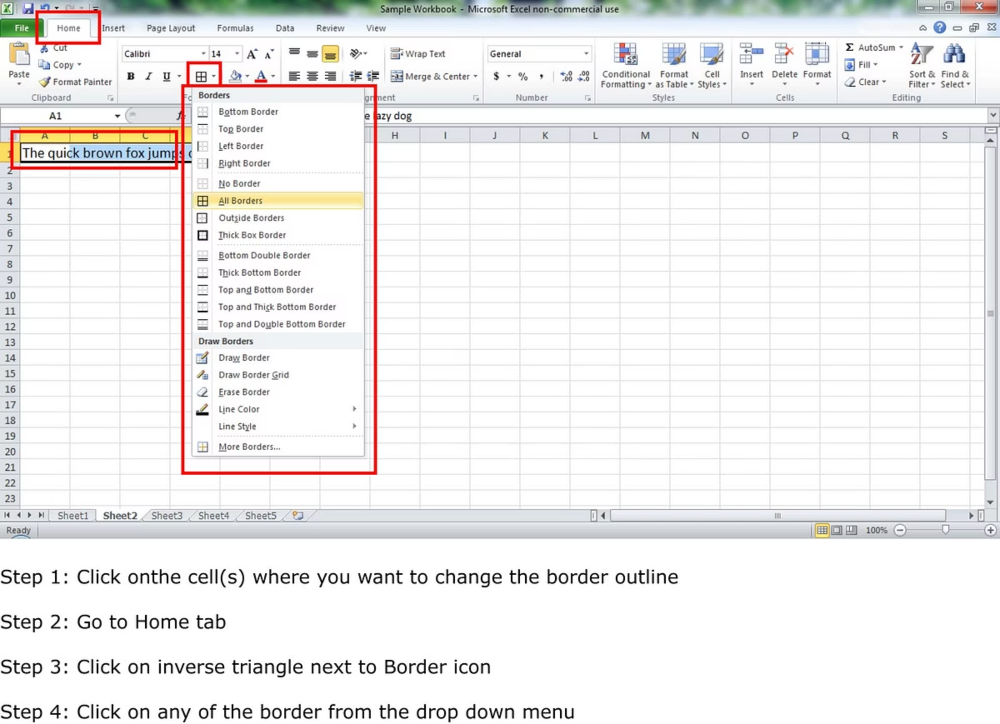 Sample Workbook - Microsoft Excel non-commercial use
File Home Insert Page Layout Formulas Data Review View
Paste
Cut
Copy
Format Painter
Clipboard
Calibri 14
B I U
Wrap Text
Merge & Center
gnment
General
$ % ,
Number
Conditional Formatting
Format as Table
Cell Styles
Styles
Insert Delete Format
Cells
Σ AutoSum
Fill
Clear
Sort & Filter
Find & Select
Editing
A1
e lazy dog
A B C H I J K L M N O P Q R S
1 The quick brown fox jumps
2
3
4
5
6
7
8
9
10
11
12
13
14
15
16
17
18
19
20
21
22
23
Borders
Bottom Border
Top Border
Left Border
Right Border
No Border
All Borders
Outside Borders
Thick Box Border
Bottom Double Border
Thick Bottom Border
Top and Bottom Border
Top and Thick Bottom Border
Top and Double Bottom Border
Draw Borders
Draw Border
Draw Border Grid
Erase Border
Line Color
Line Style
More Borders...
Sheet1 Sheet2 Sheet3 Sheet4 Sheet5
Ready
100%
Step 1: Click onthe cell(s) where you want to change the border outline
Step 2: Go to Home tab
Step 3: Click on inverse triangle next to Border icon
Step 4: Click on any of the border from the drop down menu